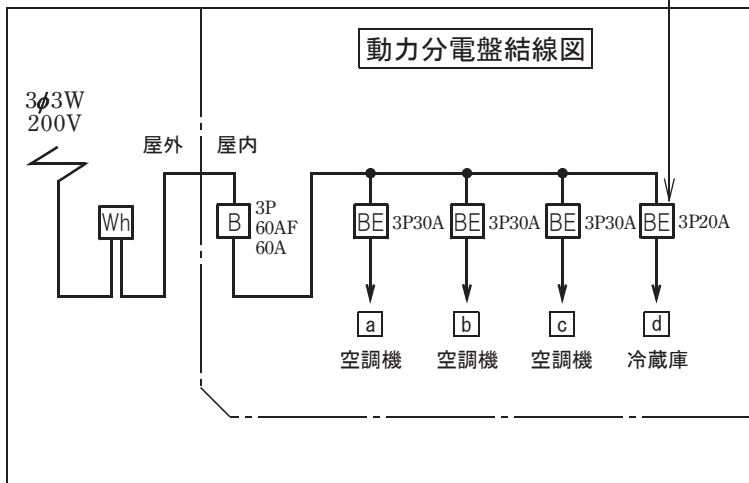 動力分電盤結線図
3φ3W
200V
屋外
屋内
Wh
B
3P
60AF
60A
BE 3P30A
BE 3P30A
BE 3P30A
BE 3P20A
a
b
c
d
空調機
空調機
空調機
冷蔵庫